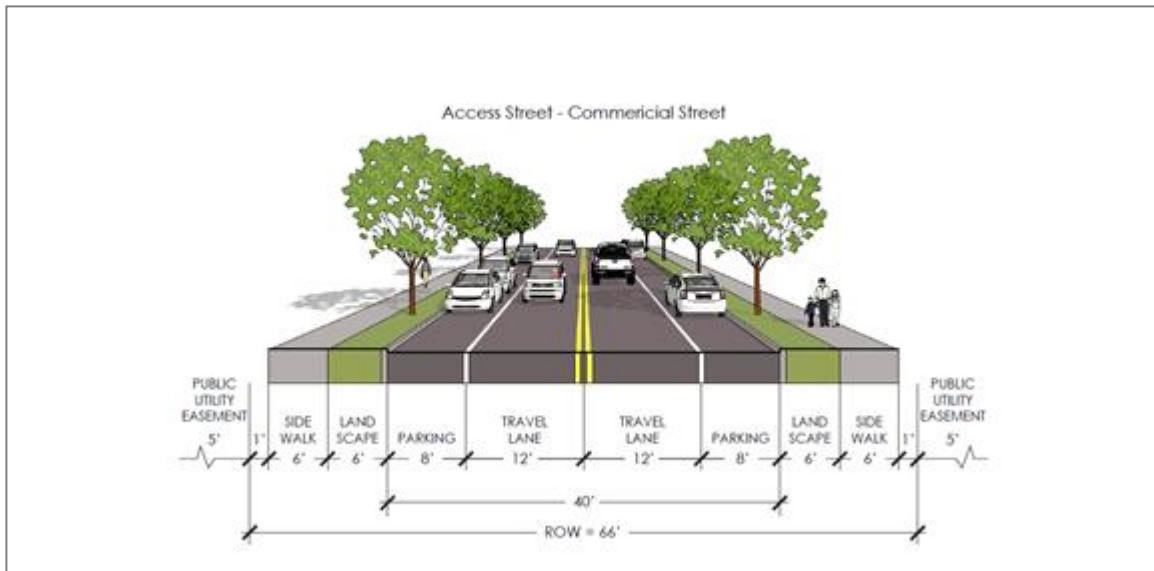 Access Street - Commericial Street
PUBLIC
UTILITY
EASEMENT
5'
1'
SIDE
WALK
6'
LAND
SCAPE
6'
PARKING
8'
TRAVEL
LANE
12'
TRAVEL
LANE
12'
PARKING
8'
LAND
SCAPE
6'
SIDE
WALK
6'
1'
PUBLIC
UTILITY
EASEMENT
5'
40'
ROW = 66'